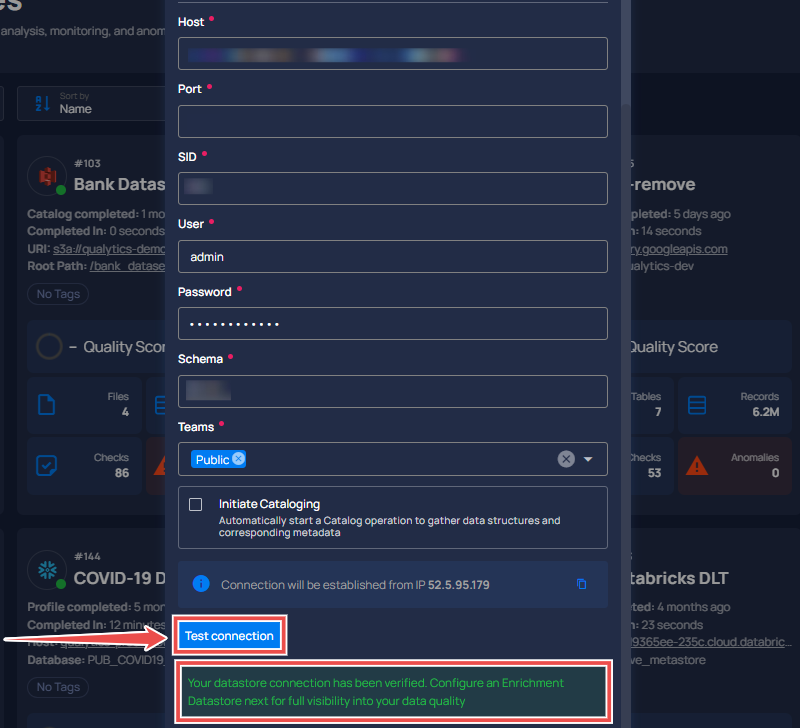 es
analysis, monitoring, and anom
Sort by
Name
Host *
Port *
SID *
User *
admin
Password *
••••••••••••
Schema *
Teams *
Public
Initiate Cataloging
Automatically start a Catalog operation to gather data structures and
corresponding metadata
Connection will be established from IP 52.5.95.179
Test connection
Your datastore connection has been verified. Configure an Enrichment
Datastore next for full visibility into your data quality
#103
Bank Datas
Catalog completed: 1 mo
Completed In: 0 seconds
URI: s3a://qualytics-demo
Root Path: /bank_datase
No Tags
– Quality Scor
Files
4
Checks
86
-remove
pleted: 5 days ago
n: 14 seconds
ry.googleapis.com
ualytics-dev
Quality Score
Tables
7
Records
6.2M
Checks
53
Anomalies
0
#144
COVID-19 D
Profile completed: 5 mon
Completed In: 12 minutes
Host:
Database: PUB_COVID19_
No Tags
tabricks DLT
leted: 4 months ago
n: 23 seconds
9365ee-235c.cloud.databric...
ve_metastore